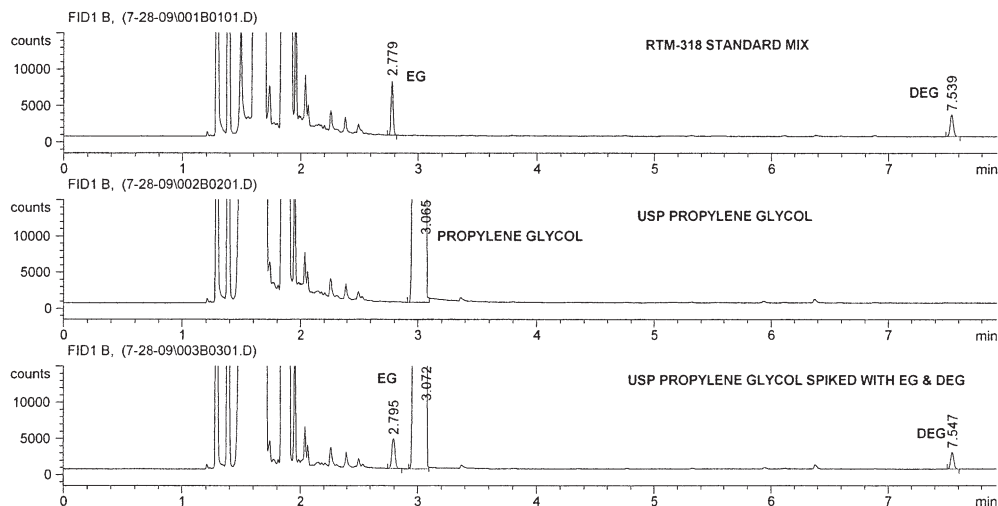 FID1 B, (7-28-09\001B0101.D)
counts
RTM-318 STANDARD MIX
2.779
EG
DEG
7.539
10000
5000
0
0 1 2 3 4 5 6 7 min
FID1 B, (7-28-09\002B0201.D)
counts
USP PROPYLENE GLYCOL
3.065
PROPYLENE GLYCOL
10000
5000
0
0 1 2 3 4 5 6 7 min
FID1 B, (7-28-09\003B0301.D)
counts
EG
2.795
3.072
USP PROPYLENE GLYCOL SPIKED WITH EG & DEG
DEG
7.547
10000
5000
0
0 1 2 3 4 5 6 7 min